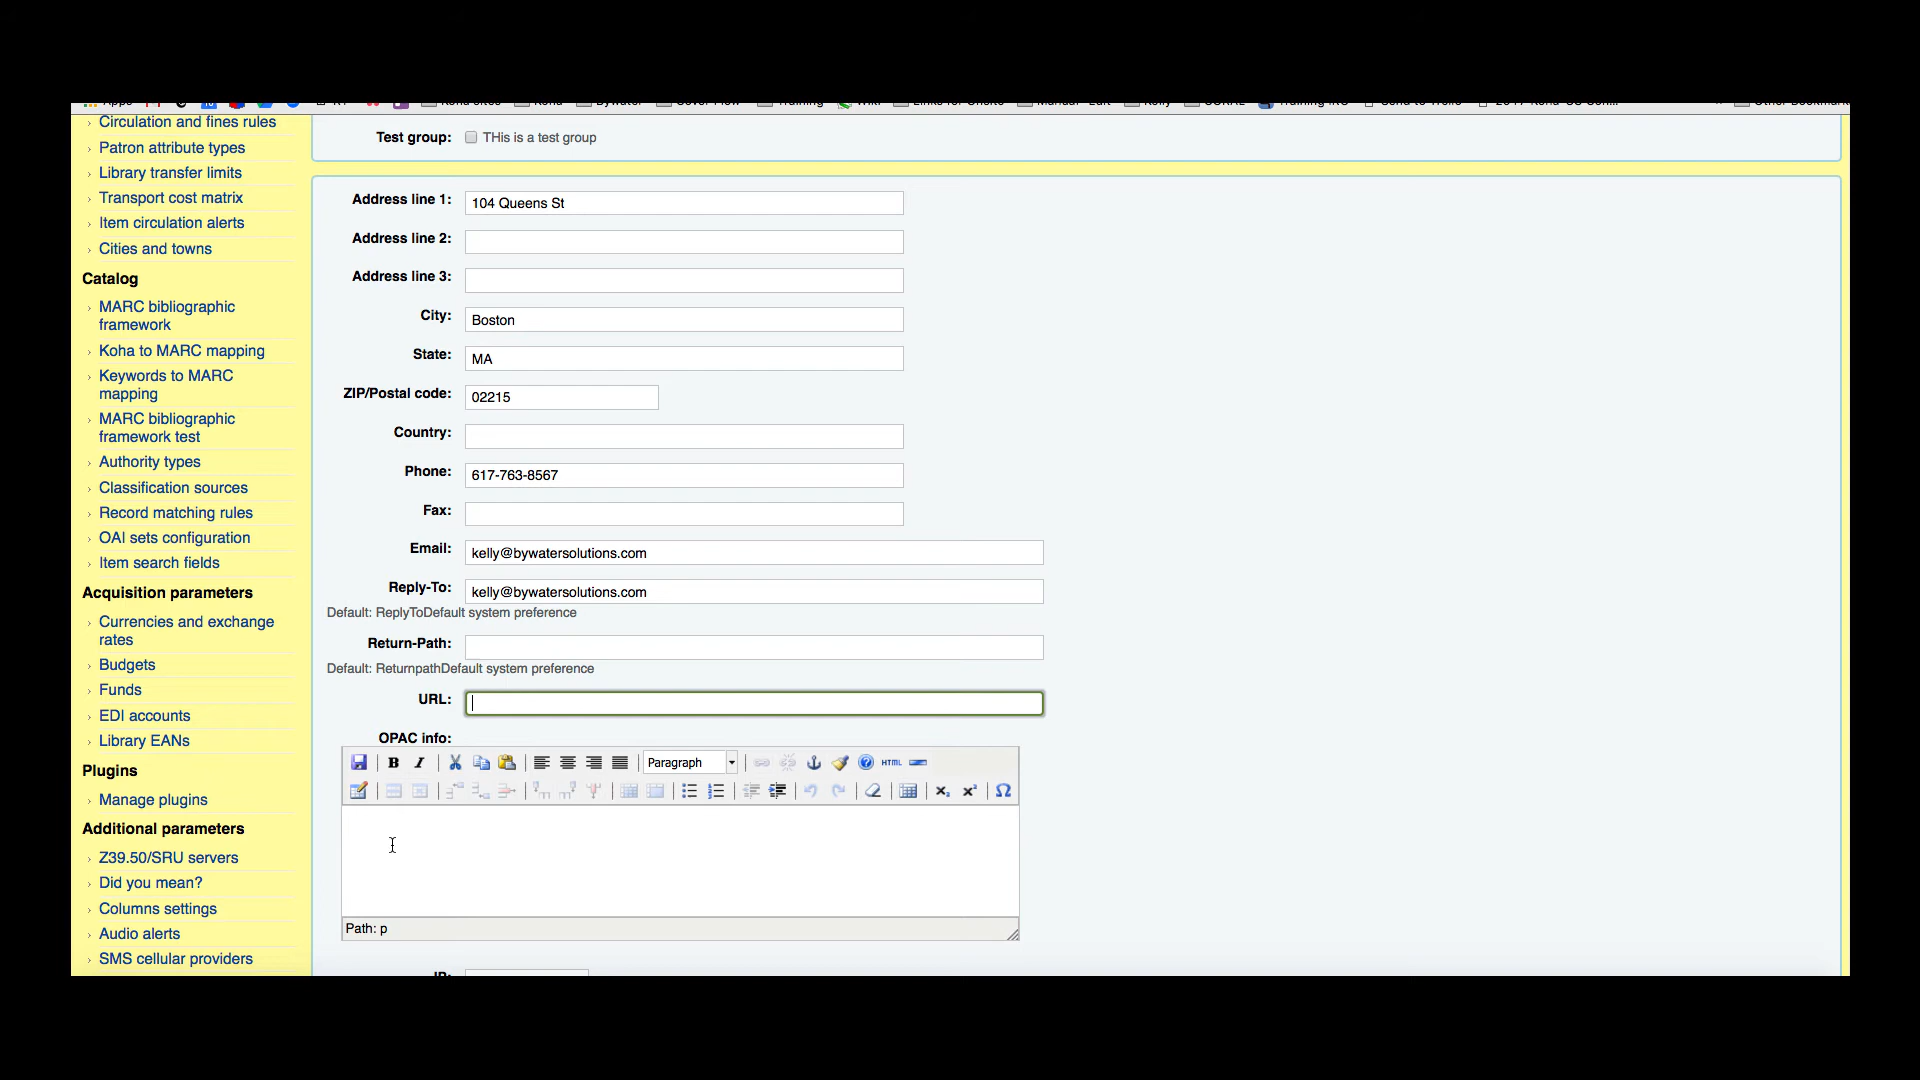 Circulation and fines rules
Patron attribute types
Library transfer limits
Transport cost matrix
Item circulation alerts
Cities and towns
Catalog
MARC bibliographic
framework
Koha to MARC mapping
Keywords to MARC
mapping
MARC bibliographic
framework test
Authority types
Classification sources
Record matching rules
OAI sets configuration
Item search fields
Acquisition parameters
Currencies and exchange
rates
Budgets
Funds
EDI accounts
Library EANs
Plugins
Manage plugins
Additional parameters
Z39.50/SRU servers
Did you mean?
Columns settings
Audio alerts
SMS cellular providers
Test group: THis is a test group
Address line 1: 104 Queens St
Address line 2:
Address line 3:
City: Boston
State: MA
ZIP/Postal code: 02215
Country:
Phone: 617-763-8567
Fax:
Email: kelly@bywatersolutions.com
Reply-To: kelly@bywatersolutions.com
Default: ReplyToDefault system preference
Return-Path:
Default: ReturnpathDefault system preference
URL:
OPAC info:
B I Paragraph HTML
Path: p